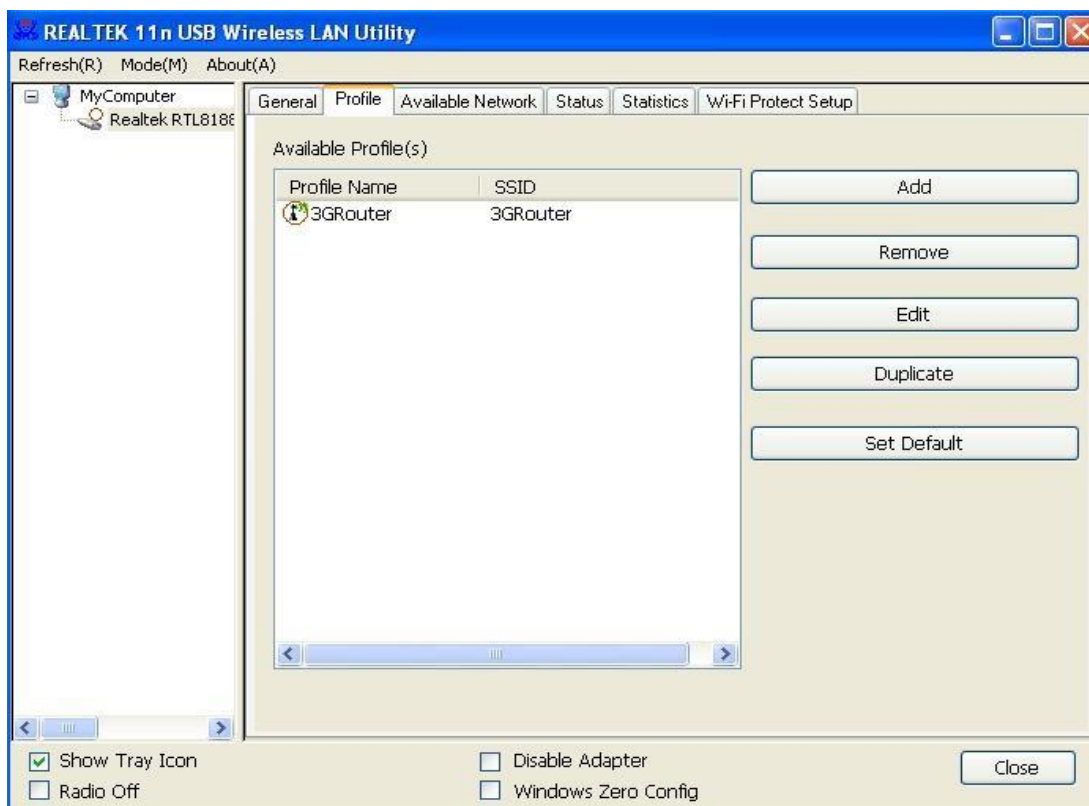 REALTEK 11n USB Wireless LAN Utility
Refresh(R) Mode(M) About(A)
MyComputer
Realtek RTL8188
General Profile Available Network Status Statistics Wi-Fi Protect Setup
Available Profile(s)
Profile Name SSID
3GRouter 3GRouter
Add
Remove
Edit
Duplicate
Set Default
Show Tray Icon
Radio Off
Disable Adapter
Windows Zero Config
Close